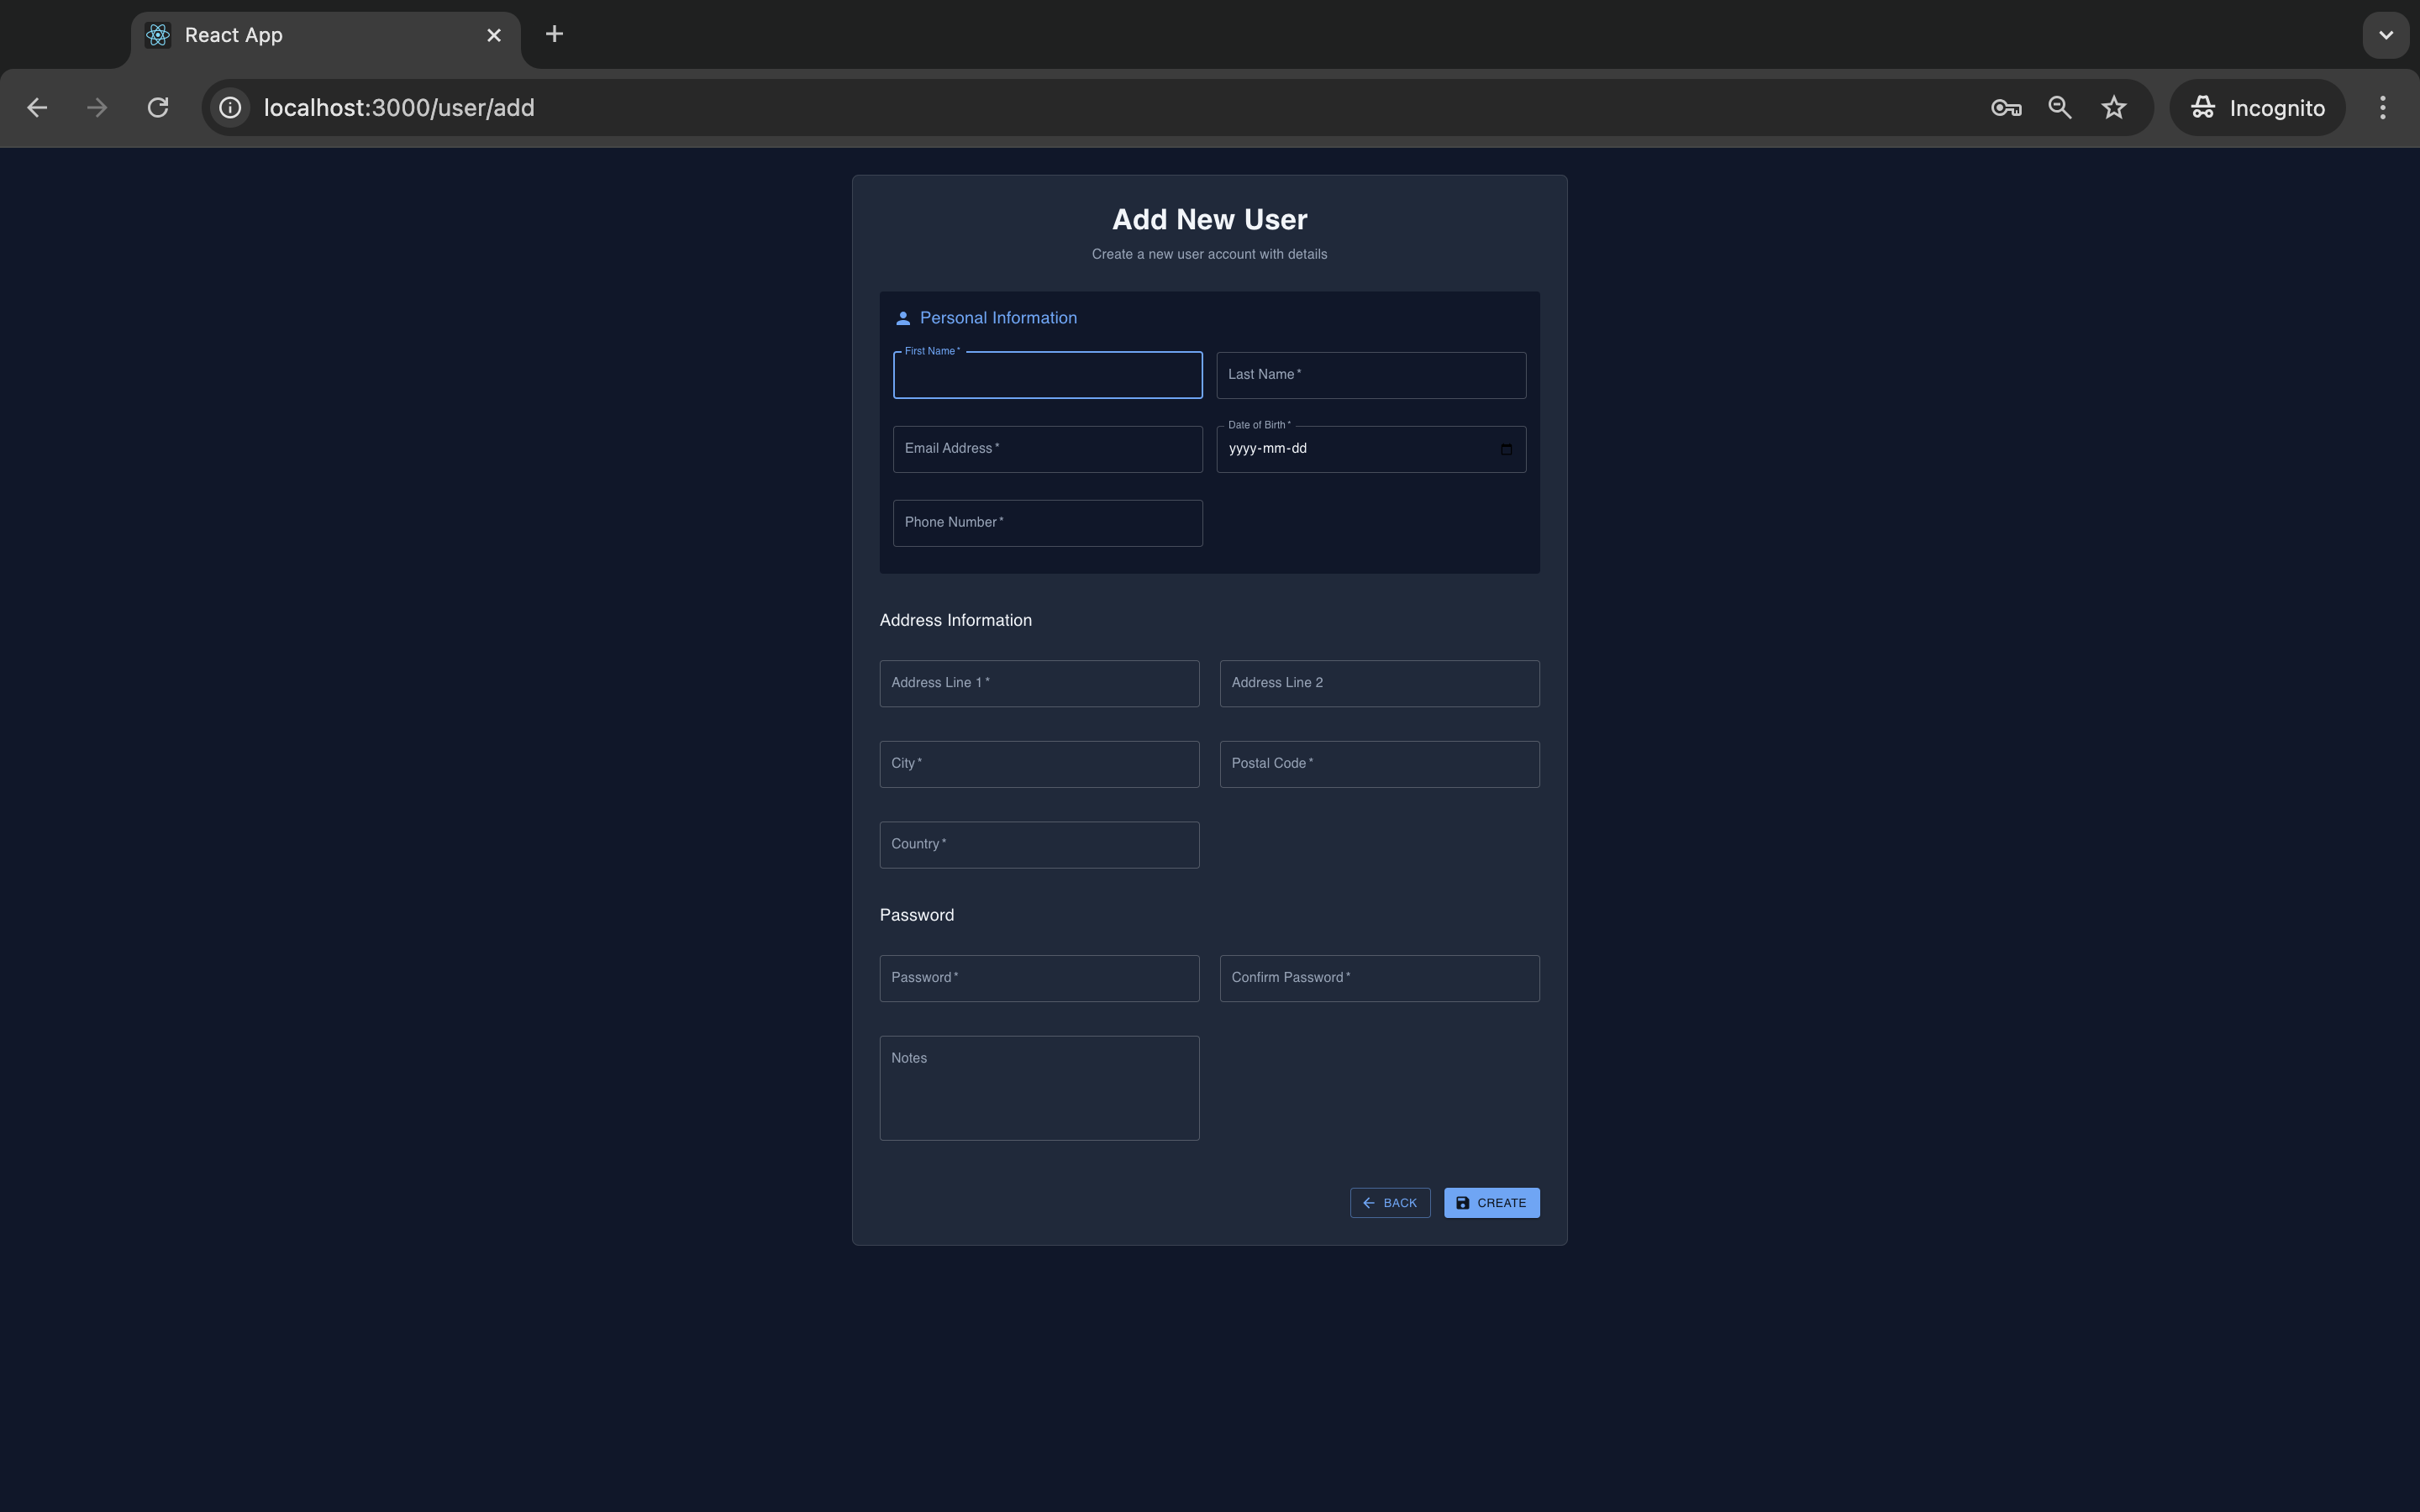 React App
localhost:3000/user/add
Incognito
Add New User
Create a new user account with details
Personal Information
First Name *
Last Name *
Email Address *
Date of Birth *
yyyy-mm-dd
Phone Number *
Address Information
Address Line 1 *
Address Line 2
City *
Postal Code *
Country *
Password
Password *
Confirm Password *
Notes
BACK
CREATE